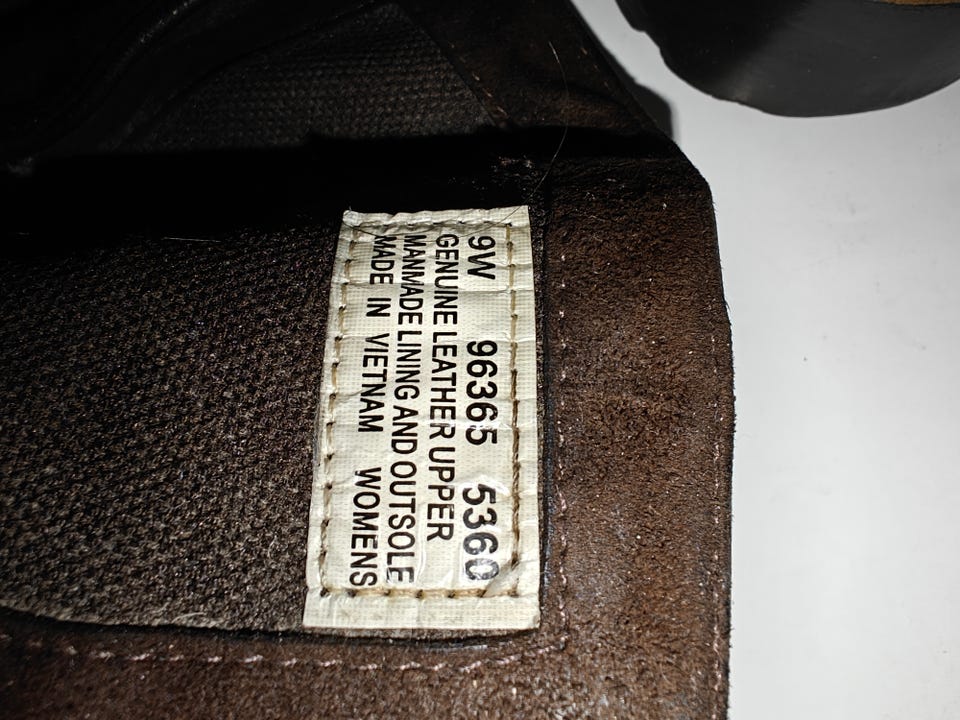 9W 96365 5360
GENUINE LEATHER UPPER
MANMADE LINING AND OUTSOLE
MADE IN VIETNAM WOMENS